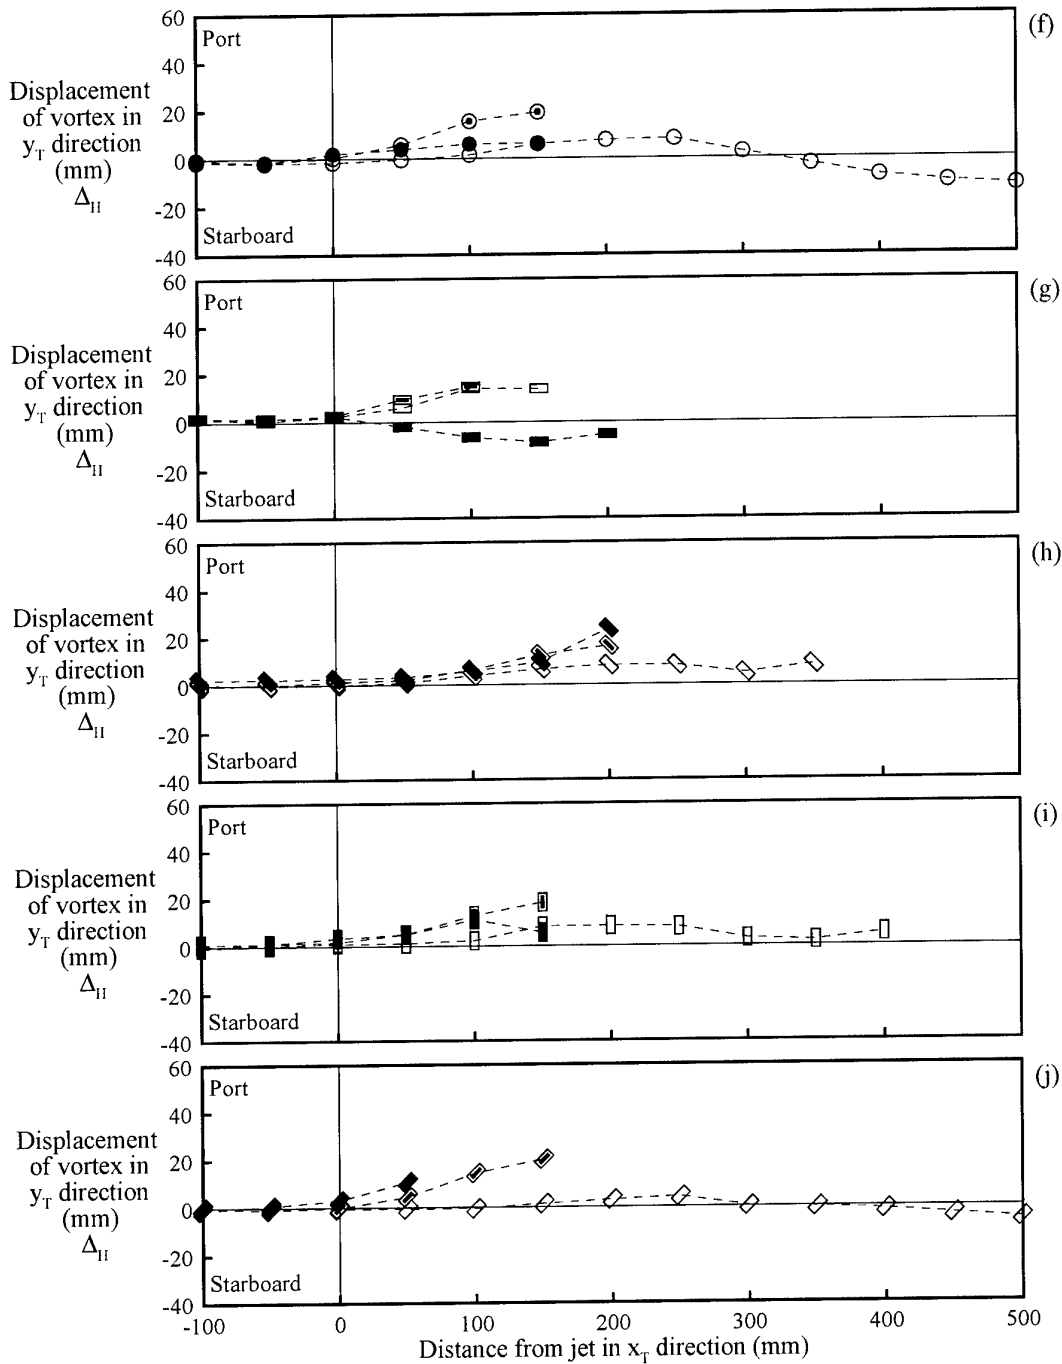 (f)
60
Port
40
20
0
-20
-40
Starboard
Displacement
of vortex in
y_T direction
(mm)
Δ_H
(g)
60
Port
40
20
0
-20
-40
Starboard
Displacement
of vortex in
y_T direction
(mm)
Δ_H
(h)
60
Port
40
20
0
-20
-40
Starboard
Displacement
of vortex in
y_T direction
(mm)
Δ_H
(i)
60
Port
40
20
0
-20
-40
Starboard
Displacement
of vortex in
y_T direction
(mm)
Δ_H
(j)
60
Port
40
20
0
-20
-40
Starboard
Displacement
of vortex in
y_T direction
(mm)
Δ_H
-100 0 100 200 300 400 500
Distance from jet in x_T direction (mm)